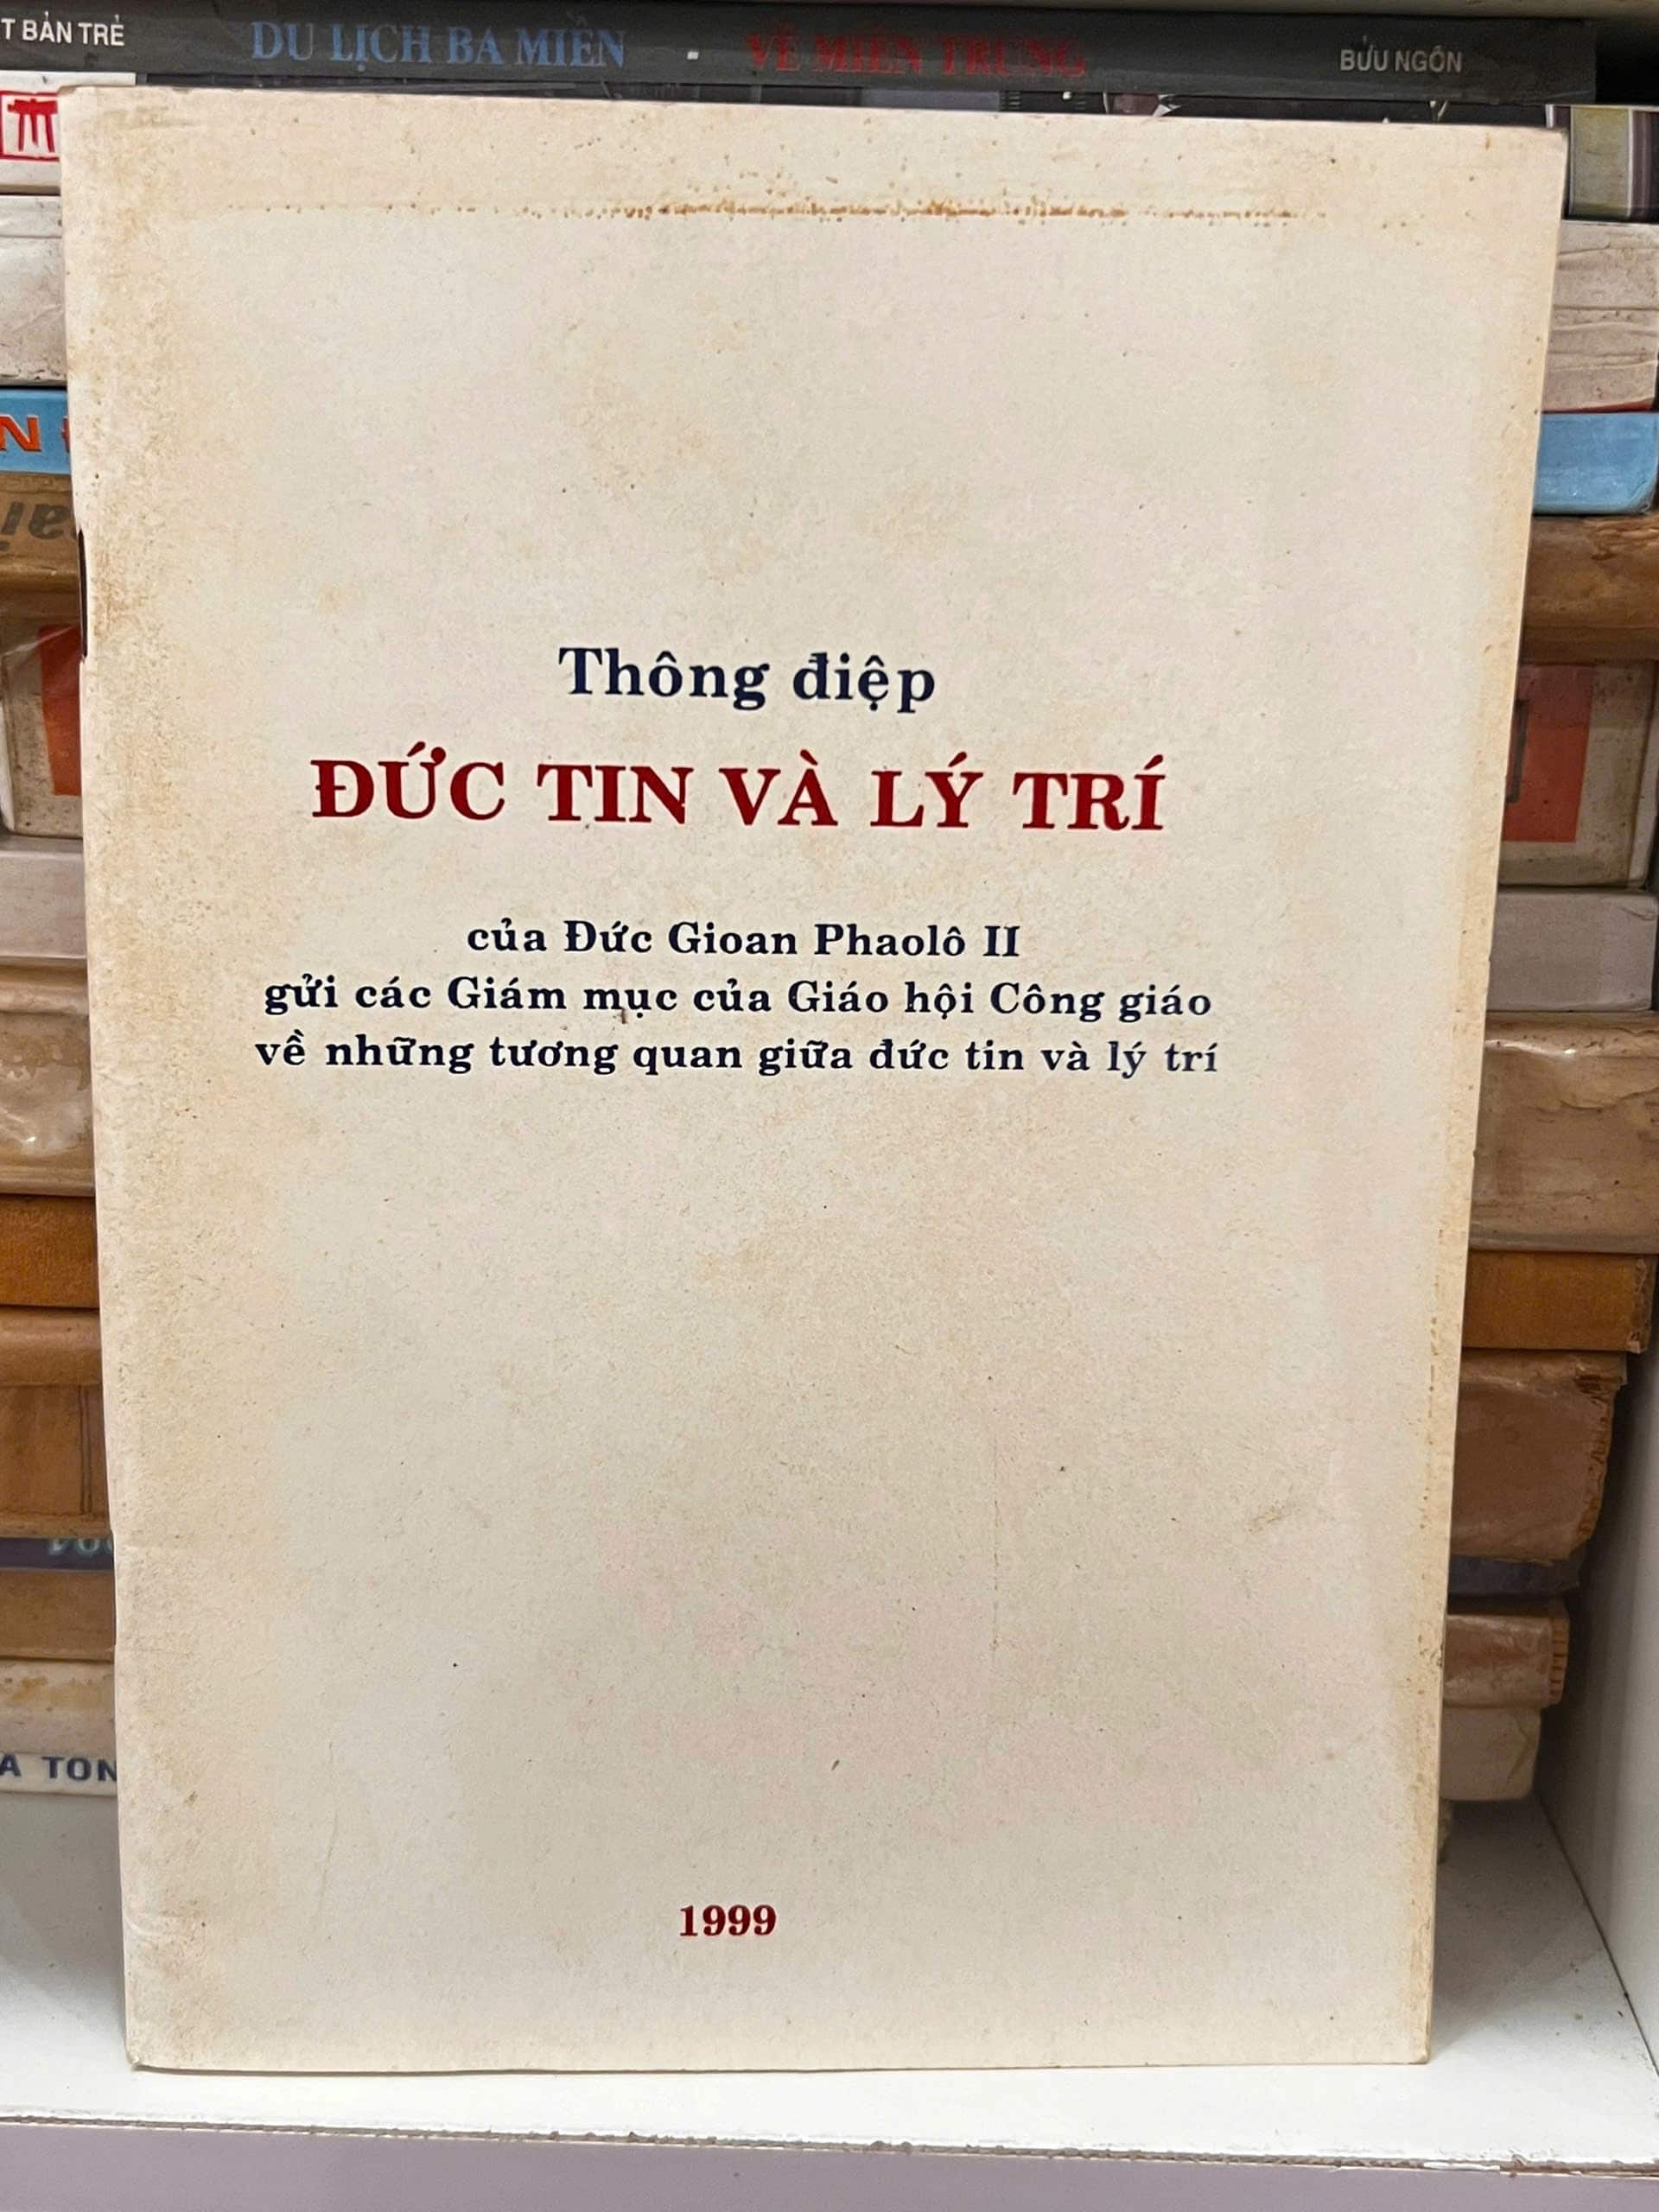 T BẢN TRẺ DU LỊCH BA MIỀN . VỀ MIỀN TRUNG BỬU NGÔN
Thông điệp
ĐỨC TIN VÀ LÝ TRÍ
của Đức Gioan Phaolô II
gửi các Giám mục của Giáo hội Công giáo
về những tương quan giữa đức tin và lý trí
A TON
1999